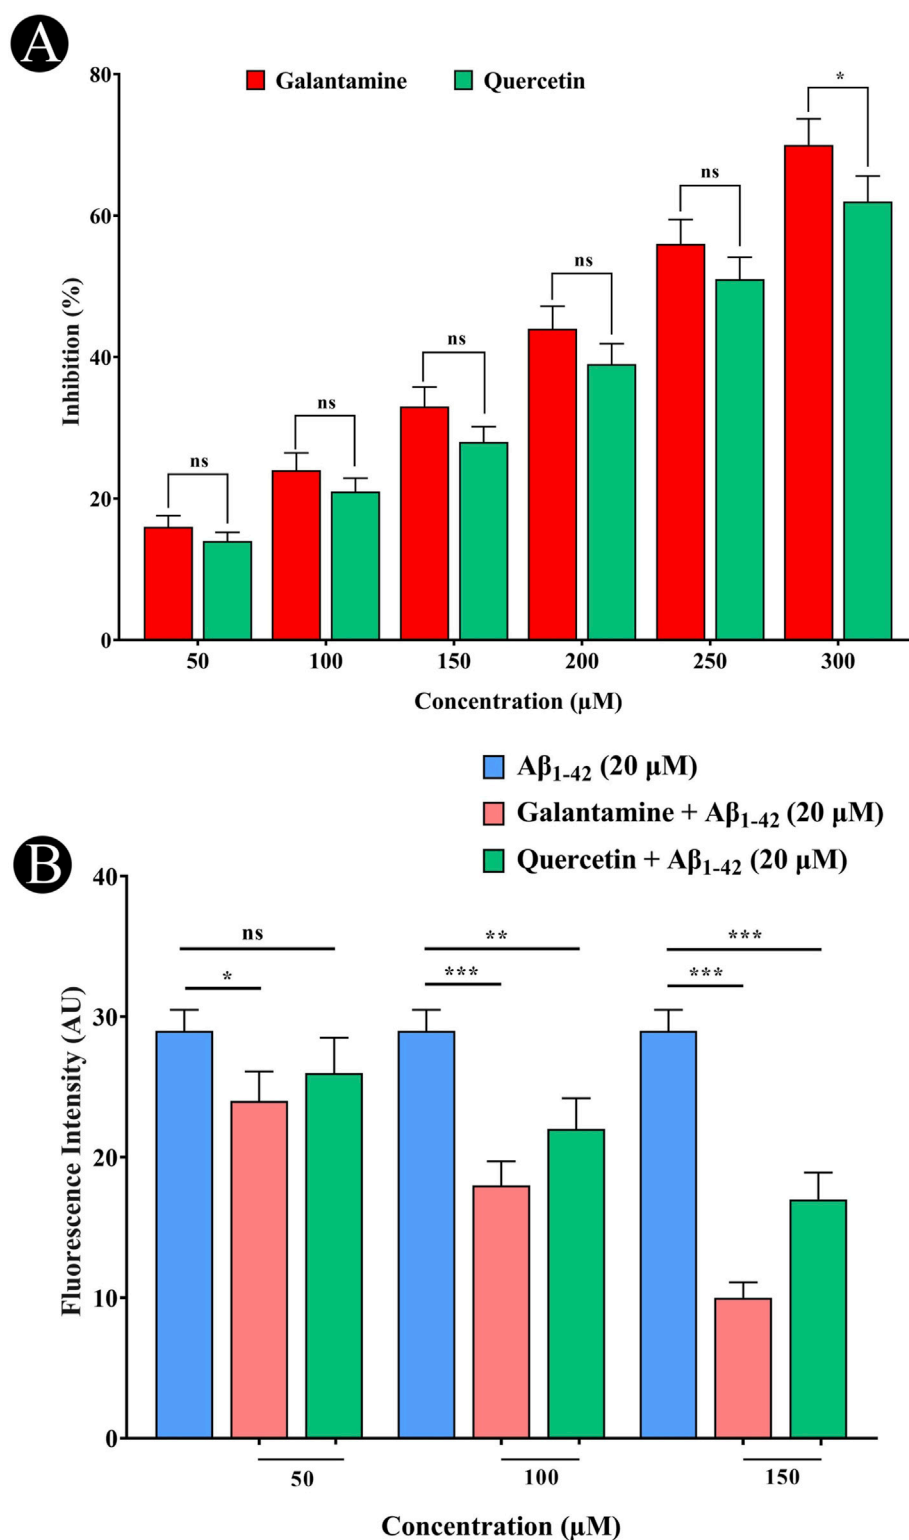 A
80
Galantamine
Quercetin
*
ns
60
ns
ns
Inhibition (%)
40
ns
ns
20
0
50 100 150 200 250 300
Concentration (μM)
Aβ1-42 (20 μM)
Galantamine + Aβ1-42 (20 μM)
Quercetin + Aβ1-42 (20 μM)
B
40
ns ** ***
* *** ***
30
Fluorescence Intensity (AU)
20
10
0
50 100 150
Concentration (μM)